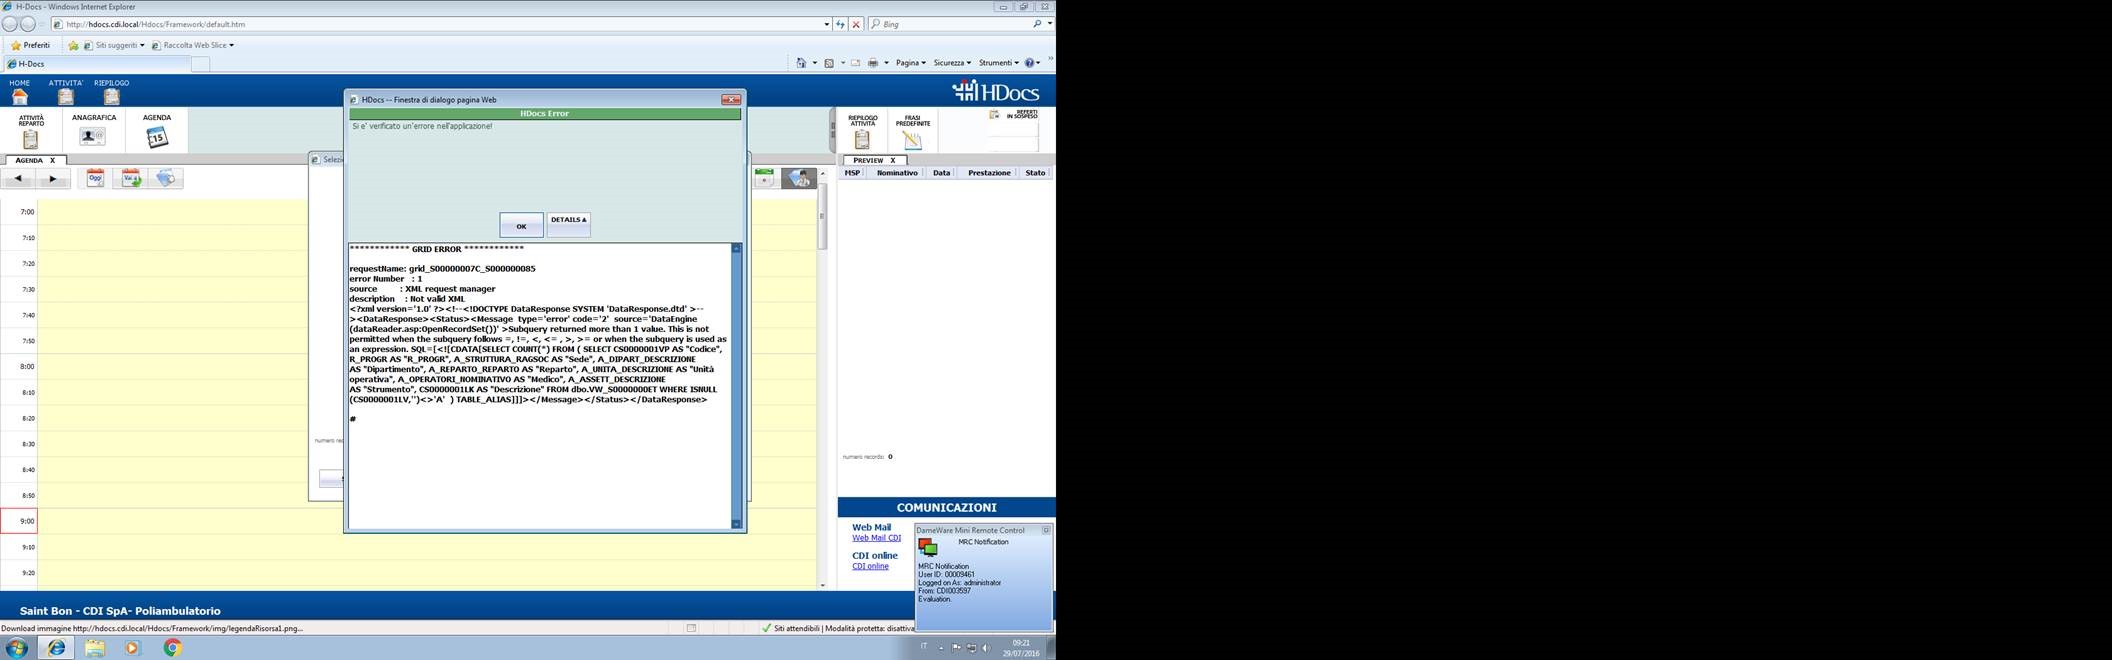 H-Docs - Windows Internet Explorer
http://hdocs.cdi.local/Hdocs/Framework/default.htm
Bing
Preferiti
Siti suggeriti
Raccolta Web Slice
H-Docs
Pagina
Sicurezza
Strumenti
HOME
ATTIVITA'
RIEPILOGO
HDocs
ATTIVITÀ REPARTO
ANAGRAFICA
AGENDA
15
AGENDA X
Oggi
Vai a
7:00
7:10
7:20
7:30
7:40
7:50
8:00
8:10
8:20
8:30
8:40
8:50
9:00
9:10
9:20
Selezi
numero rec
HDocs -- Finestra di dialogo pagina Web
HDocs Error
Si e' verificato un'errore nell'applicazione!
OK
DETAILS ▲
************ GRID ERROR ************
requestName: grid_S00000007C_S000000085
error Number : 1
source : XML request manager
description : Not valid XML
<?xml version='1.0' ?><!--<!DOCTYPE DataResponse SYSTEM 'DataResponse.dtd' >--
><DataResponse><Status><Message type='error' code='2' source='DataEngine
(dataReader.asp:OpenRecordSet())' >Subquery returned more than 1 value. This is not
permitted when the subquery follows =, !=, <, <= , >, >= or when the subquery is used as
an expression. SQL=[<![CDATA[SELECT COUNT(*) FROM ( SELECT CS0000001VP AS "Codice",
R_PROGR AS "R_PROGR", A_STRUTTURA_RAGSOC AS "Sede", A_DIPART_DESCRIZIONE
AS "Dipartimento", A_REPARTO_REPARTO AS "Reparto", A_UNITA_DESCRIZIONE AS "Unità
operativa", A_OPERATORI_NOMINATIVO AS "Medico", A_ASSETT_DESCRIZIONE
AS "Strumento", CS0000001LK AS "Descrizione" FROM dbo.VW_S0000000ET WHERE ISNULL
(CS0000001LV,'')<>'A' ) TABLE_ALIAS]]]></Message></Status></DataResponse>
#
RIEPILOGO ATTIVITÀ
FRASI PREDEFINITE
REFERTI IN SOSPESO
PREVIEW X
MSP
Nominativo
Data
Prestazione
Stato
numero records: 0
COMUNICAZIONI
Web Mail
Web Mail CDI
CDI online
CDI online
DameWare Mini Remote Control
MRC Notification
MRC Notification
User ID: 00009461
Logged on As: administrator
From: CDI003597
Evaluation.
Saint Bon - CDI SpA- Poliambulatorio
Download immagine http://hdocs.cdi.local/Hdocs/Framework/img/legendaRisorsa1.png...
Siti attendibili | Modalità protetta: disattiva
IT
09:21
29/07/2016